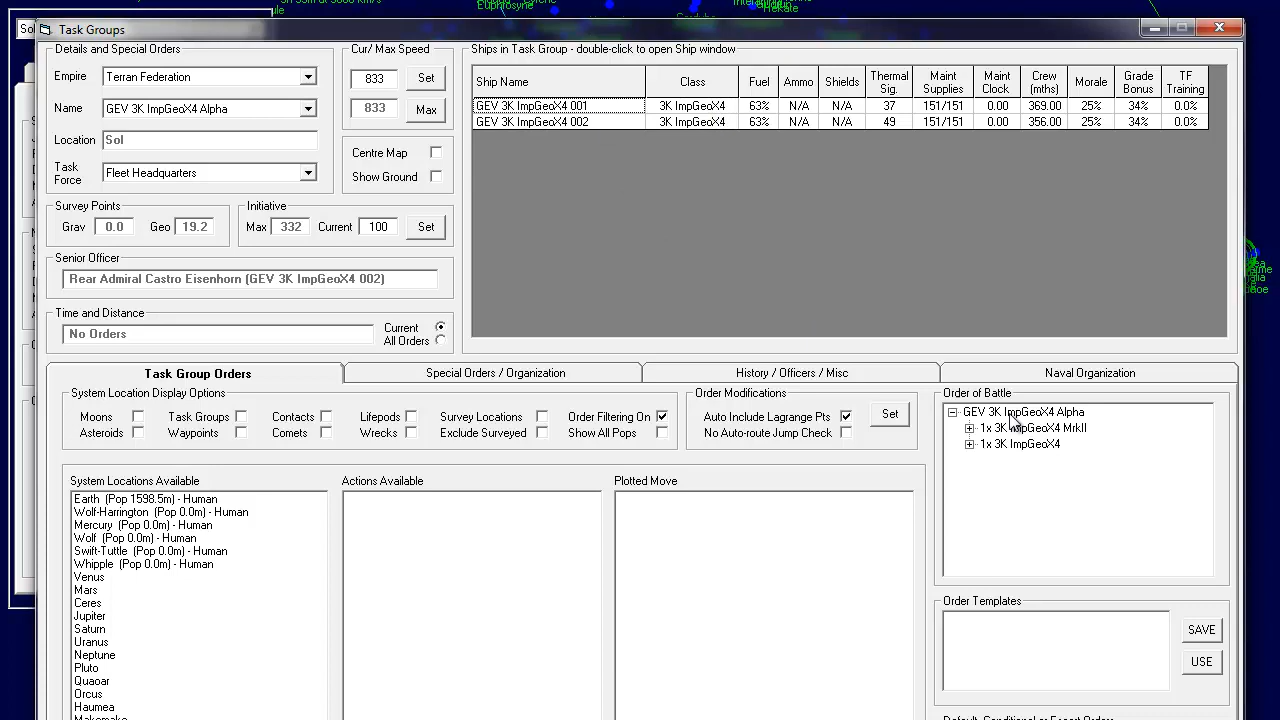 Euphrosyne
Task Groups
Details and Special Orders
Empire
Terran Federation
Name
GEV 3K ImpGeoX4 Alpha
Location
Sol
Task
Force
Fleet Headquarters
Cur/ Max Speed
833
Set
833
Max
Centre Map
Show Ground
Survey Points
Grav
0.0
Geo
19.2
Initiative
Max
332
Current
100
Set
Senior Officer
Rear Admiral Castro Eisenhorn (GEV 3K ImpGeoX4 002)
Time and Distance
No Orders
Current
All Orders
Ships in Task Group - double-click to open Ship window
Ship Name Class Fuel Ammo Shields Thermal Sig. Maint Supplies Maint Clock Crew (mths) Morale Grade Bonus TF Training
GEV 3K ImpGeoX4 001 3K ImpGeoX4 63% N/A N/A 37 151/151 0.00 369.00 25% 34% 0.0%
GEV 3K ImpGeoX4 002 3K ImpGeoX4 63% N/A N/A 49 151/151 0.00 356.00 25% 34% 0.0%
Task Group Orders
Special Orders / Organization
History / Officers / Misc
Naval Organization
System Location Display Options
Moons Task Groups Contacts Lifepods Survey Locations Order Filtering On
Asteroids Waypoints Comets Wrecks Exclude Surveyed Show All Pops
Order Modifications
Auto Include Lagrange Pts
No Auto-route Jump Check
Set
Order of Battle
GEV 3K ImpGeoX4 Alpha
1x 3K ImpGeoX4 MrkII
1x 3K ImpGeoX4
System Locations Available
Earth (Pop 1598.5m) - Human
Wolf-Harrington (Pop 0.0m) - Human
Mercury (Pop 0.0m) - Human
Wolf (Pop 0.0m) - Human
Swift-Tuttle (Pop 0.0m) - Human
Whipple (Pop 0.0m) - Human
Venus
Mars
Ceres
Jupiter
Saturn
Uranus
Neptune
Pluto
Quaoar
Orcus
Haumea
Makemake
Actions Available
Plotted Move
Order Templates
SAVE
USE
Default, Conditional or Escort Orders